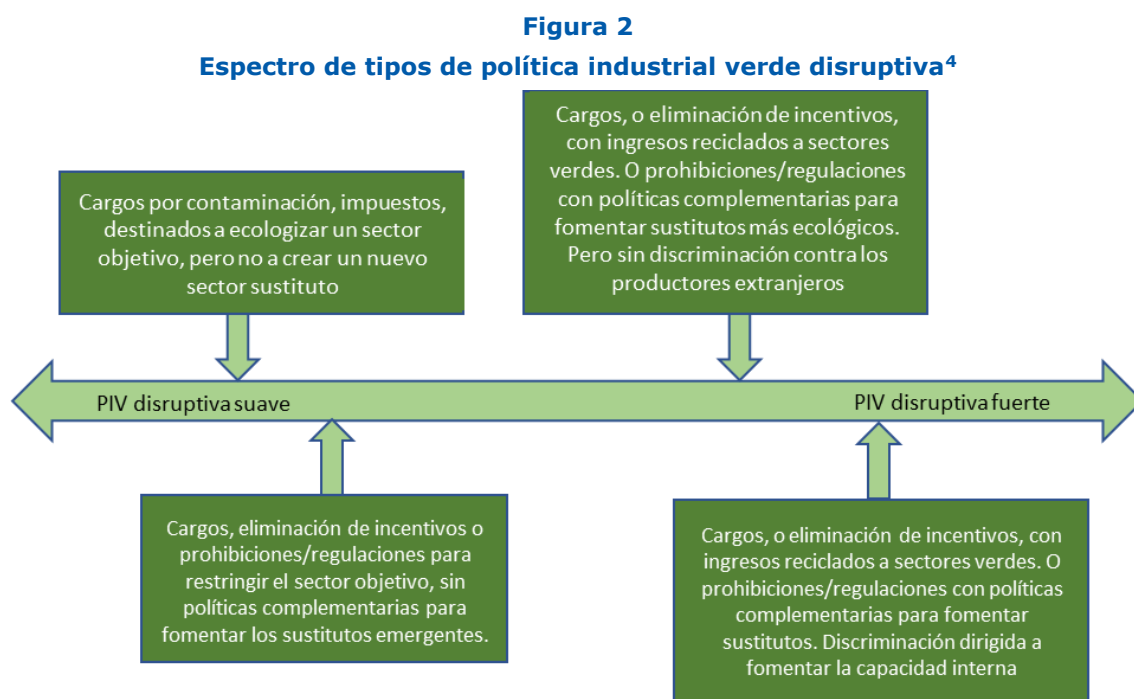 Figura 2
Espectro de tipos de política industrial verde disruptiva⁴
Cargos por contaminación, impuestos,
destinados a ecologizar un sector
objetivo, pero no a crear un nuevo
sector sustituto
Cargos, o eliminación de incentivos,
con ingresos reciclados a sectores
verdes. O prohibiciones/regulaciones
con políticas complementarias para
fomentar sustitutos más ecológicos.
Pero sin discriminación contra los
productores extranjeros
PIV disruptiva suave
PIV disruptiva fuerte
Cargos, eliminación de incentivos o
prohibiciones/regulaciones para
restringir el sector objetivo, sin
políticas complementarias para
fomentar los sustitutos emergentes.
Cargos, o eliminación de incentivos, con
ingresos reciclados a sectores verdes. O
prohibiciones/regulaciones con políticas
complementarias para fomentar
sustitutos. Discriminación dirigida a
fomentar la capacidad interna